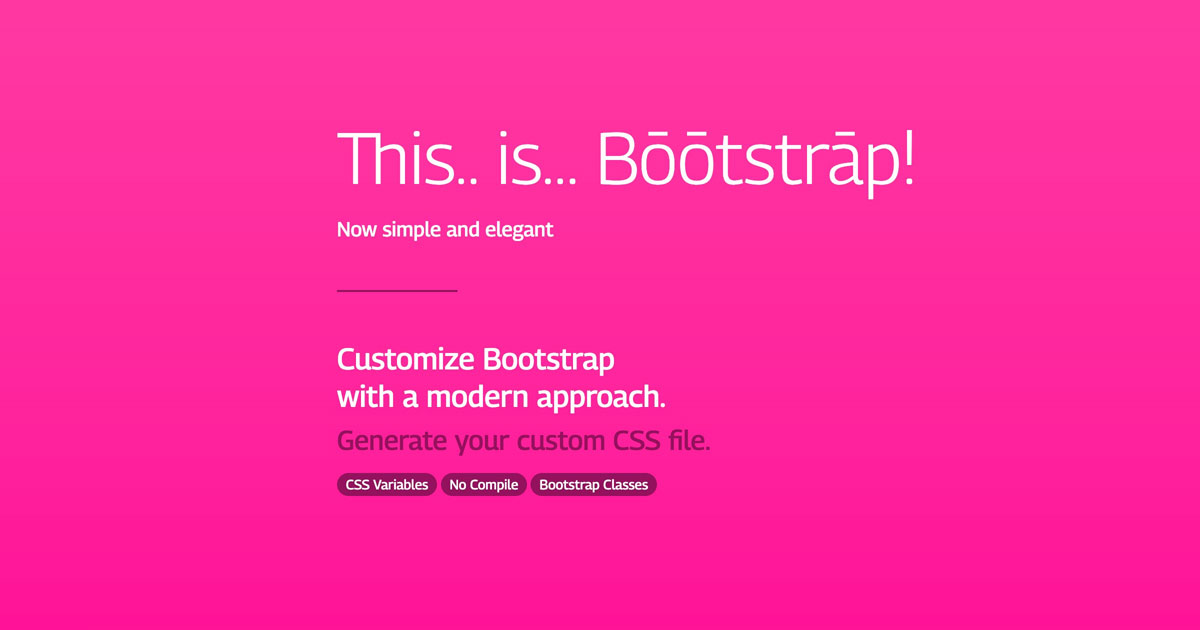 This.. is... Bōōtstrāp!
Now simple and elegant
Customize Bootstrap
with a modern approach.
Generate your custom CSS file.
CSS Variables No Compile Bootstrap Classes